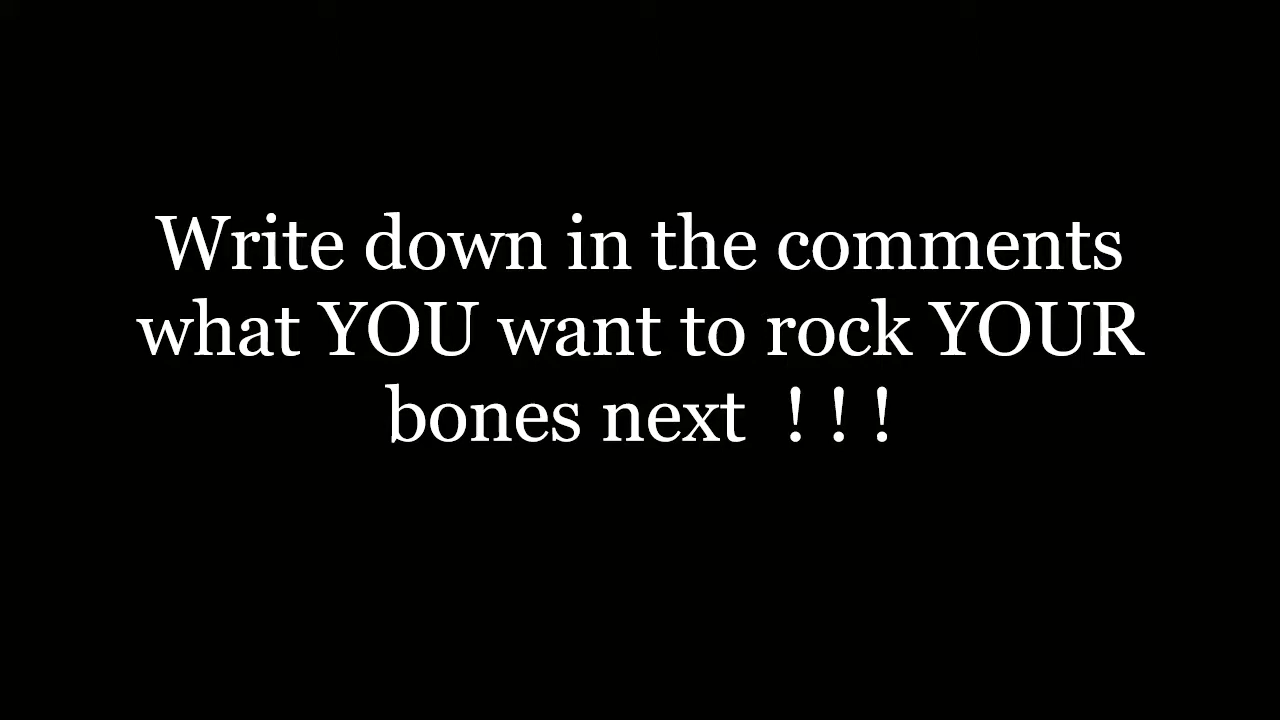 Write down in the comments
what YOU want to rock YOUR
bones next  ! ! !